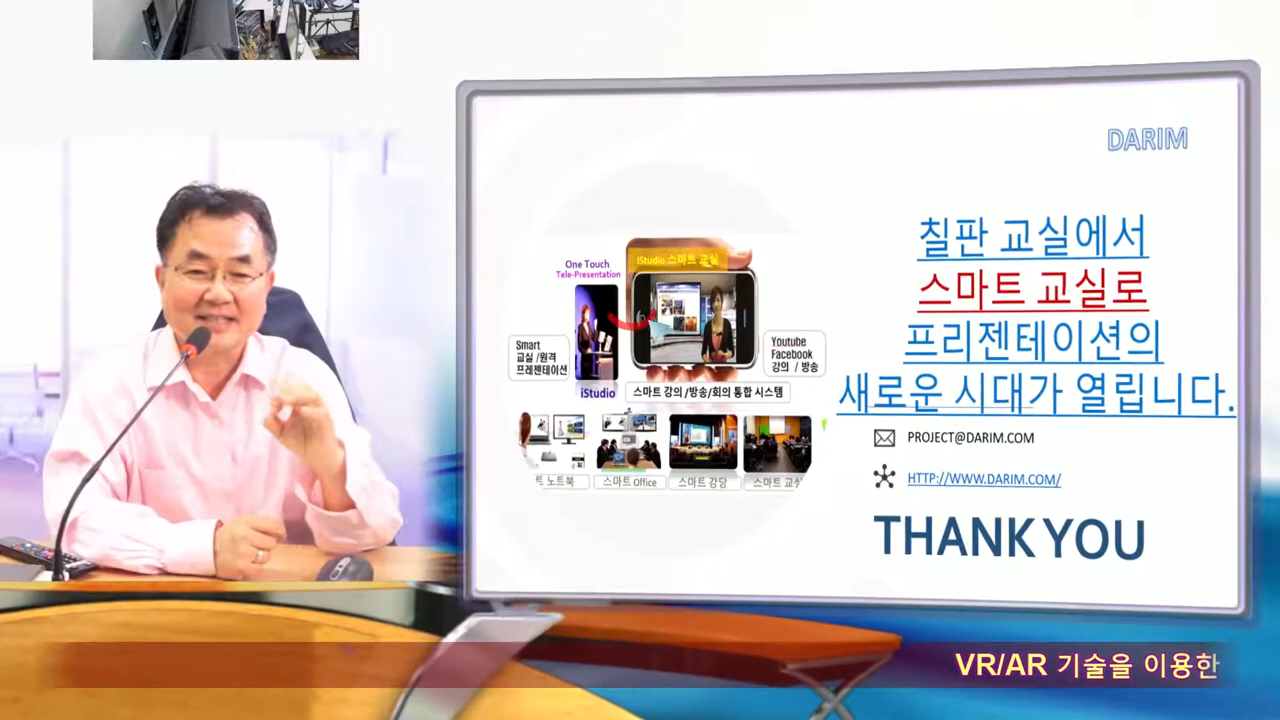 DARIM
칠판 교실에서
스마트 교실로
프리젠테이션의
새로운 시대가 열립니다.
PROJECT@DARIM.COM
HTTP://WWW.DARIM.COM/
THANK YOU
One Touch
Tele-Presentation
iStudio 스마트 교실
Smart
교실 /원격
프레젠테이션
Youtube
Facebook
강의 / 방송
iStudio
스마트 강의 /방송/회의 통합 시스템
트 노트북
스마트 Office
스마트 강당
스마트 교실
VR/AR 기술을 이용한